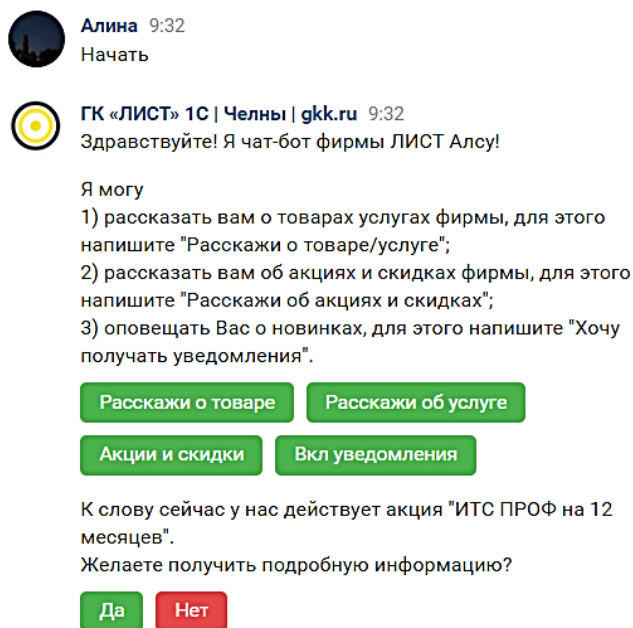 Алина 9:32
Начать
ГК «ЛИСТ» 1С | Челны | gkk.ru 9:32
Здравствуйте! Я чат-бот фирмы ЛИСТ Алсу!
Я могу
1) рассказать вам о товарах услугах фирмы, для этого
напишите "Расскажи о товаре/услуге";
2) рассказать вам об акциях и скидках фирмы, для этого
напишите "Расскажи об акциях и скидках";
3) оповещать Вас о новинках, для этого напишите "Хочу
получать уведомления".
Расскажи о товаре Расскажи об услуге
Акции и скидки Вкл уведомления
К слову сейчас у нас действует акция "ИТС ПРОФ на 12
месяцев".
Желаете получить подробную информацию?
Да Нет